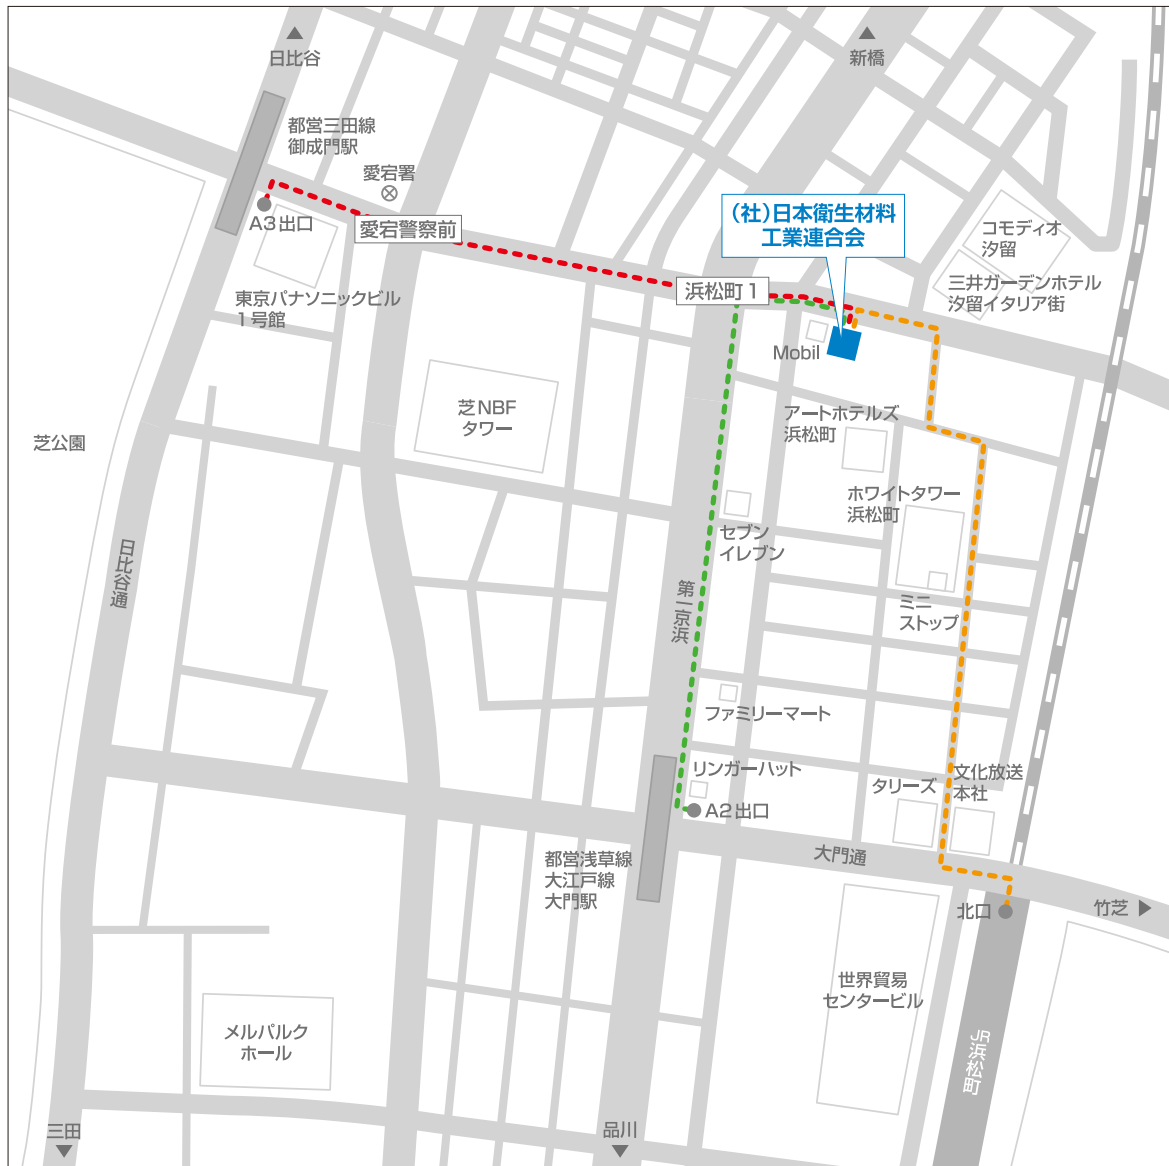 日比谷
新橋
都営三田線
御成門駅
愛宕署
A3出口
愛宕警察前
(社)日本衛生材料
工業連合会
コモディオ
汐留
三井ガーデンホテル
汐留イタリア街
東京パナソニックビル
1号館
浜松町1
Mobil
芝NBF
タワー
アートホテルズ
浜松町
芝公園
ホワイトタワー
浜松町
セブン
イレブン
日比谷通
第一京浜
ミニ
ストップ
ファミリーマート
リンガーハット
タリーズ
文化放送
本社
A2出口
大門通
都営浅草線
大江戸線
大門駅
北口
竹芝
世界貿易
センタービル
メルパルク
ホール
JR浜松町
三田
品川